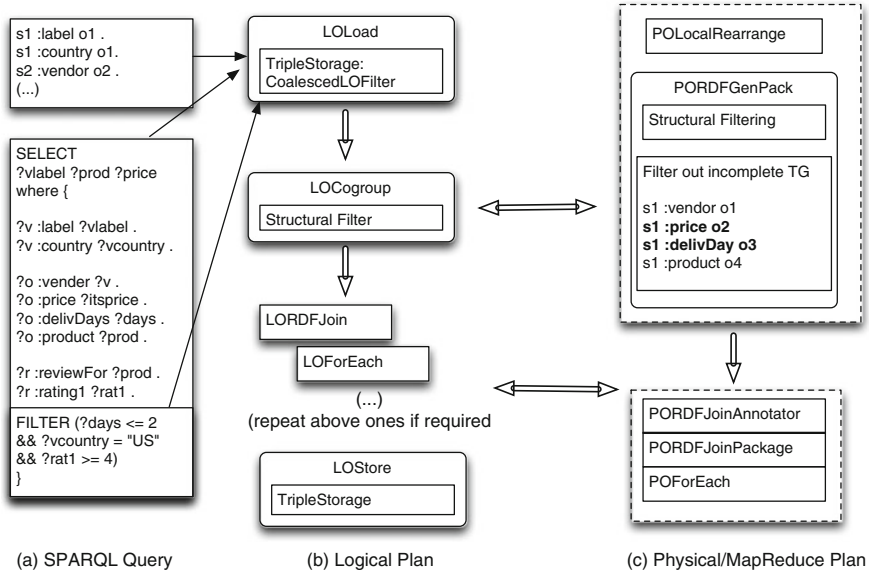 s1 :label o1 .
s1 :country o1.
s2 :vendor o2 .
(...)
SELECT
?vlabel ?prod ?price
where {
?v :label ?vlabel .
?v :country ?vcountry .
?o :vender ?v .
?o :price ?itsprice .
?o :delivDays ?days .
?o :product ?prod .
?r :reviewFor ?prod .
?r :rating1 ?rat1 .
FILTER (?days <= 2
&& ?vcountry = "US"
&& ?rat1 >= 4)
}
(a) SPARQL Query
LOLoad
TripleStorage:
CoalescedLOFilter
LOCogroup
Structural Filter
LORDFJoin
LOForEach
(...)
(repeat above ones if required
LOStore
TripleStorage
(b) Logical Plan
POLocalRearrange
PORDFGenPack
Structural Filtering
Filter out incomplete TG
s1 :vendor o1
s1 :price o2
s1 :delivDay o3
s1 :product o4
PORDFJoinAnnotator
PORDFJoinPackage
POForEach
(c) Physical/MapReduce Plan